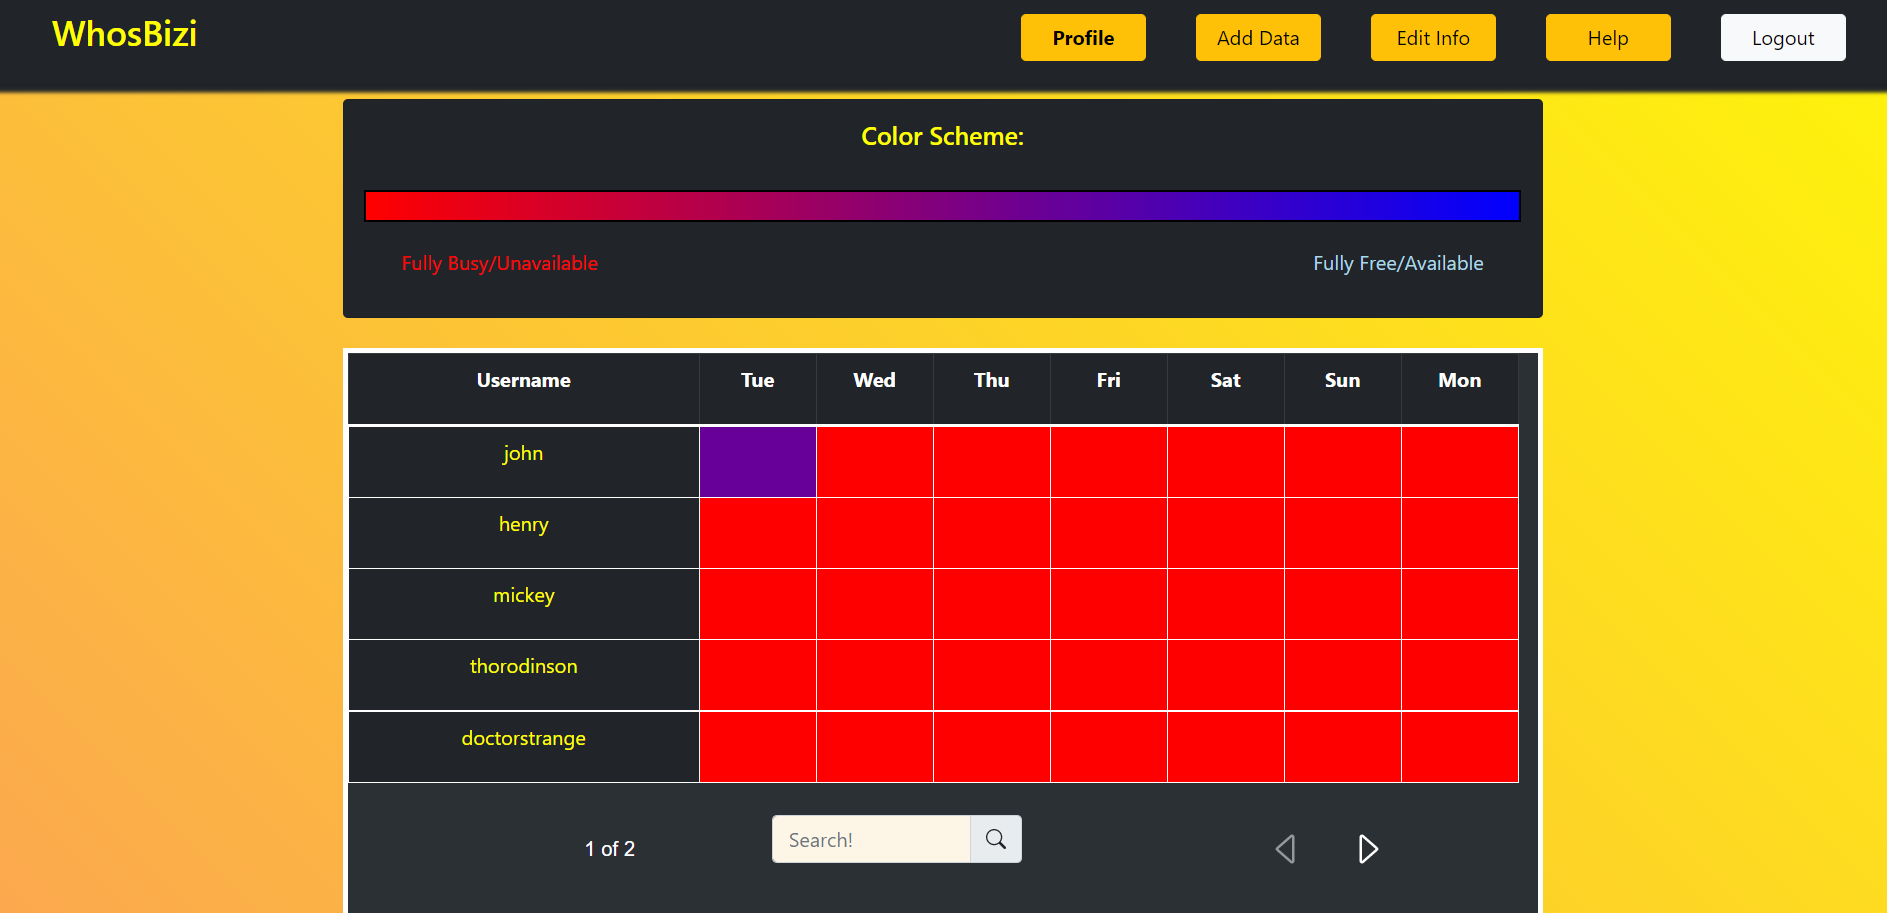 WhosBizi
Profile
Add Data
Edit Info
Help
Logout
Color Scheme:
Fully Busy/Unavailable
Fully Free/Available
Username Tue Wed Thu Fri Sat Sun Mon
john
henry
mickey
thorodinson
doctorstrange
1 of 2
Search!